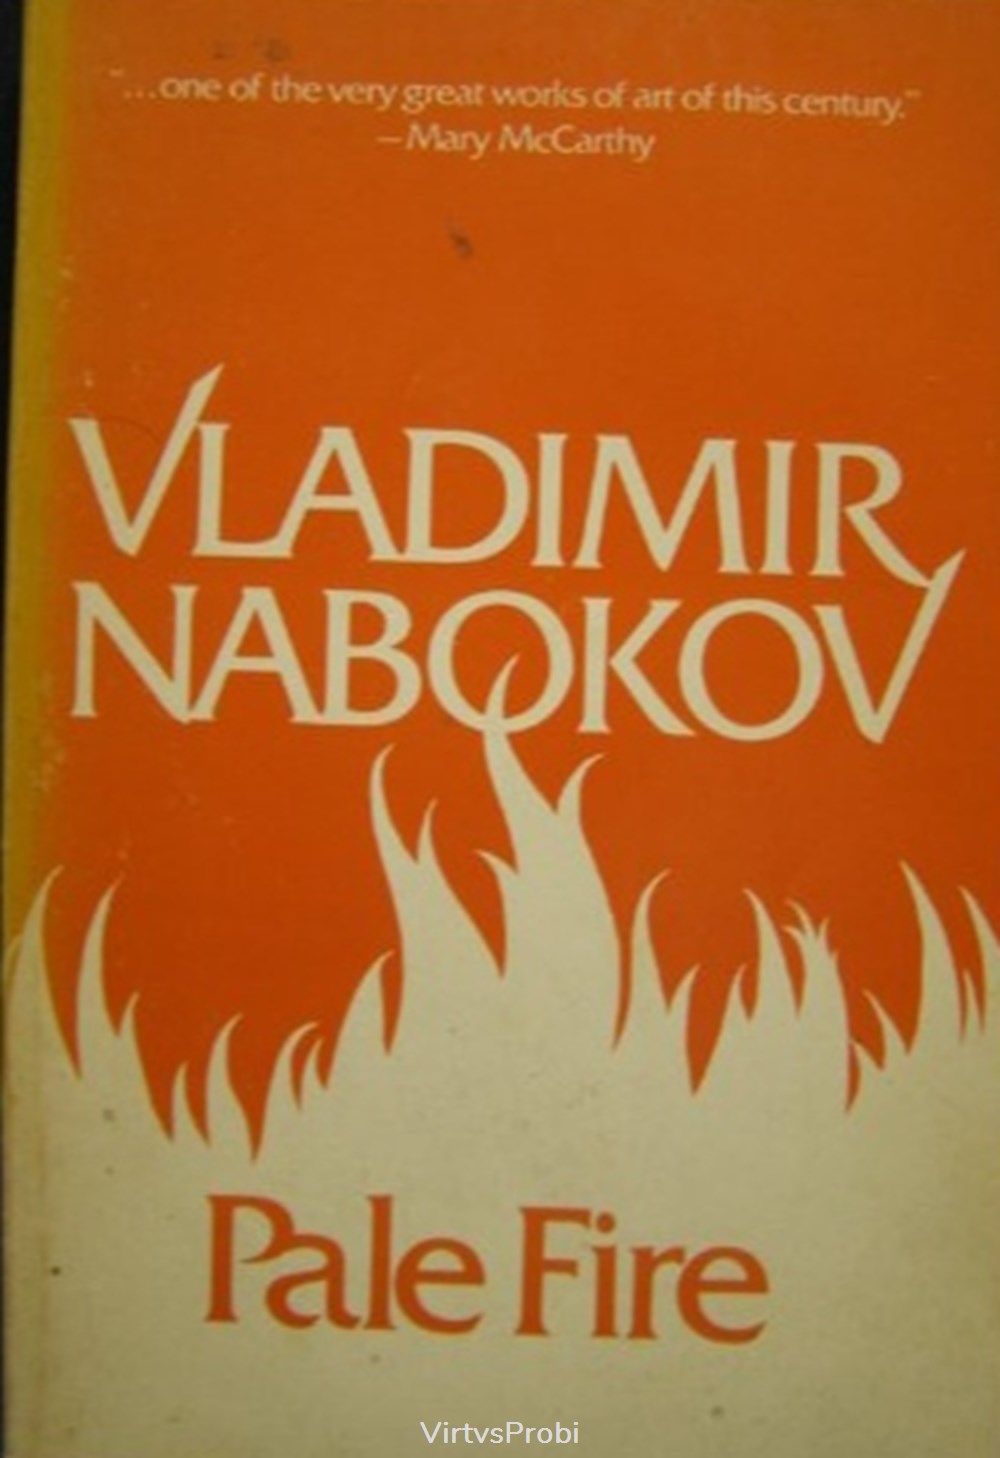 "...one of the very great works of art of this century."
—Mary McCarthy
VLADIMIR
NABOKOV
Pale Fire
VirtvsProbi